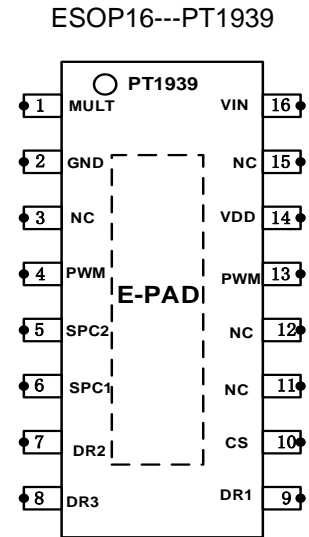 ESOP16---PT1939
PT1939
1 MULT VIN 16
2 GND NC 15
3 NC VDD 14
4 PWM PWM 13
E-PAD
5 SPC2 NC 12
6 SPC1 NC 11
7 DR2 CS 10
8 DR3 DR1 9